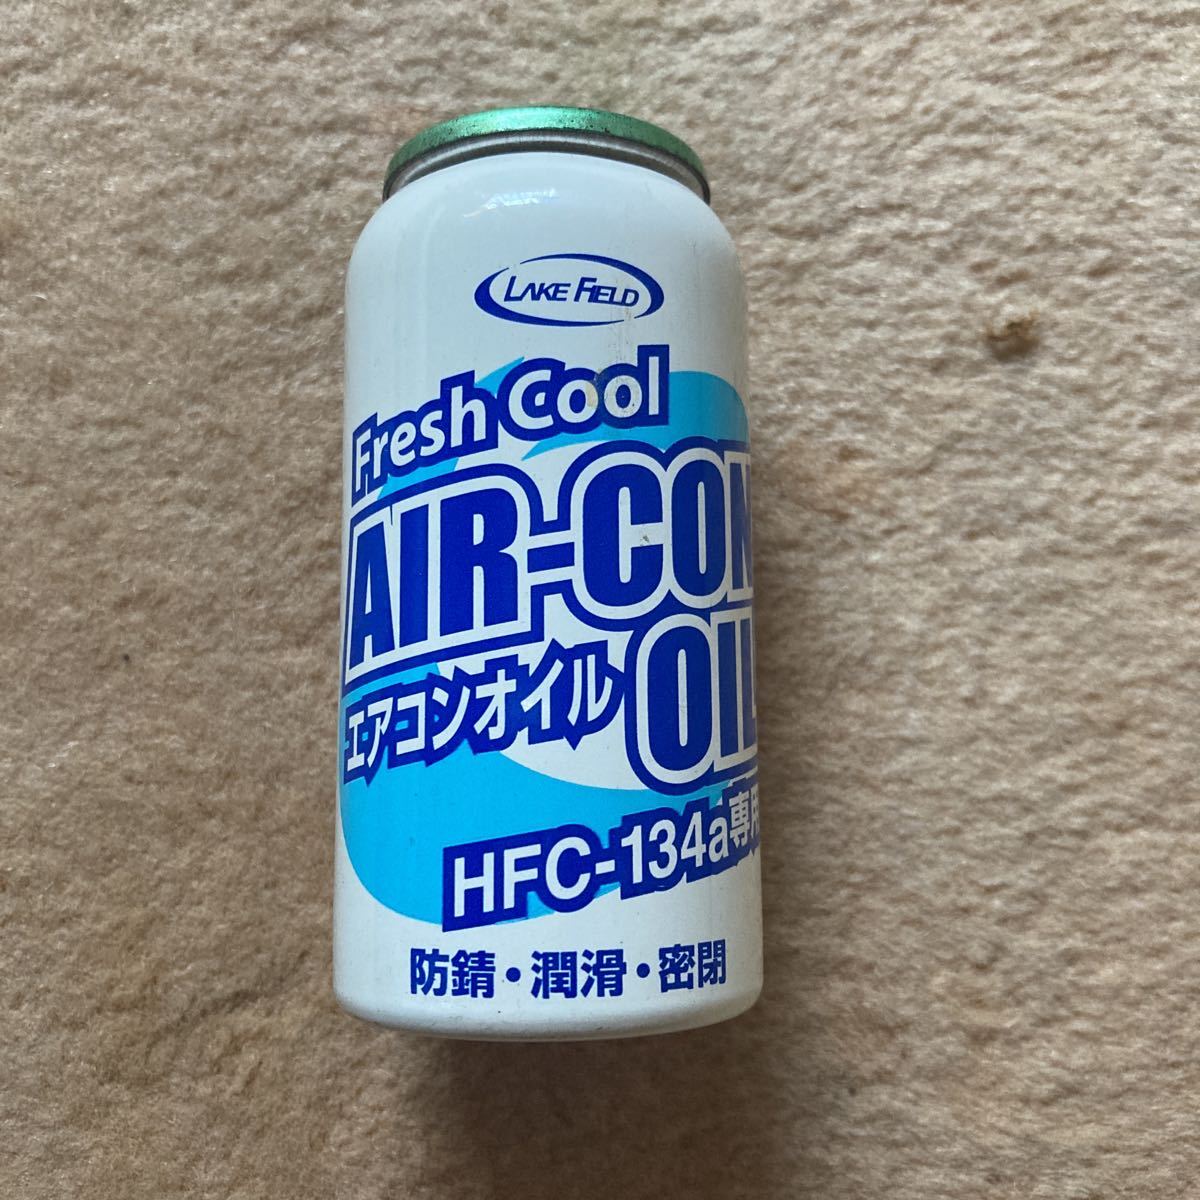 LAKE FIELD
Fresh Cool
AIR-CON
エアコンオイル
OIL
HFC-134a専用
防錆・潤滑・密閉